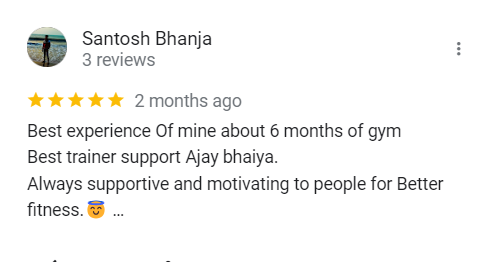 Santosh Bhanja
3 reviews
2 months ago
Best experience Of mine about 6 months of gym
Best trainer support Ajay bhaiya.
Always supportive and motivating to people for Better
fitness.😇 ...